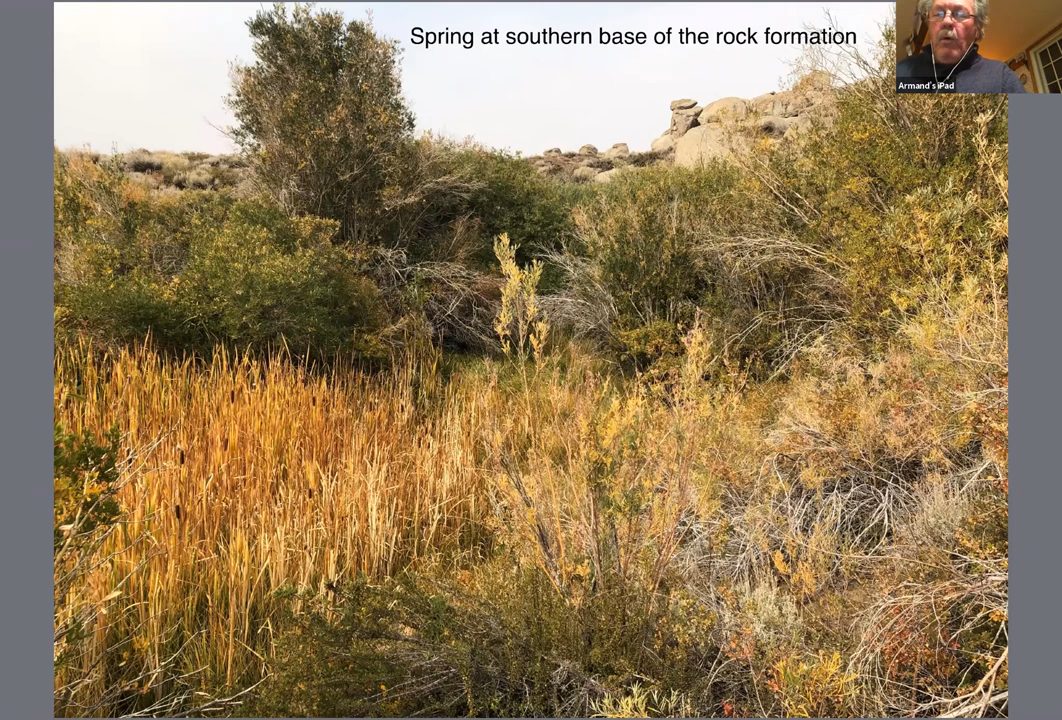 Spring at southern base of the rock formation
Armand's iPad